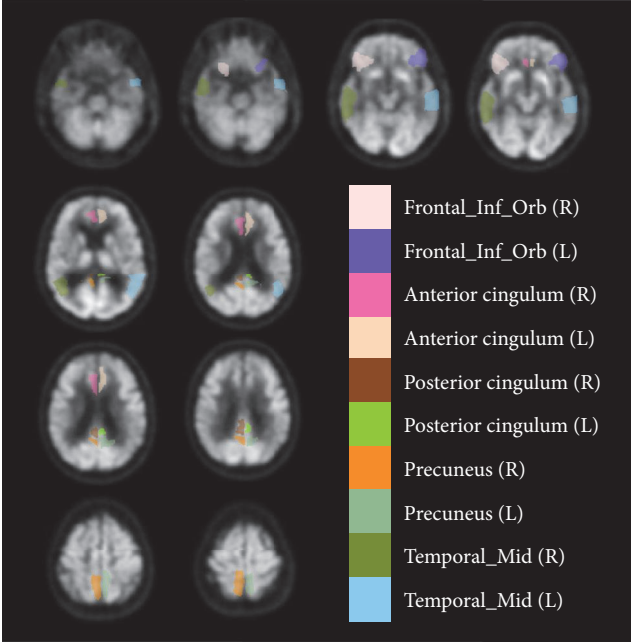 Frontal_Inf_Orb (R)
Frontal_Inf_Orb (L)
Anterior cingulum (R)
Anterior cingulum (L)
Posterior cingulum (R)
Posterior cingulum (L)
Precuneus (R)
Precuneus (L)
Temporal_Mid (R)
Temporal_Mid (L)